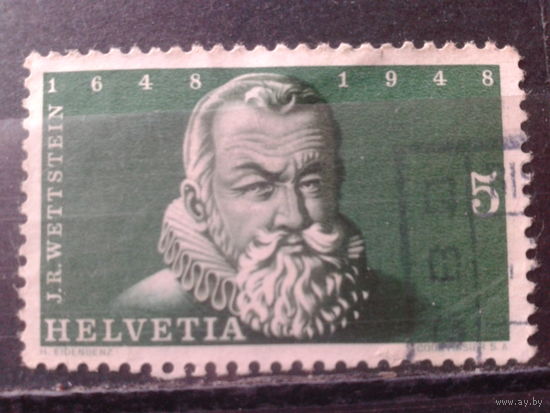 1648 1948
J.R.WETTSTEIN
5
HELVETIA
H. EIDENBENZ
S.A
www.ay.by